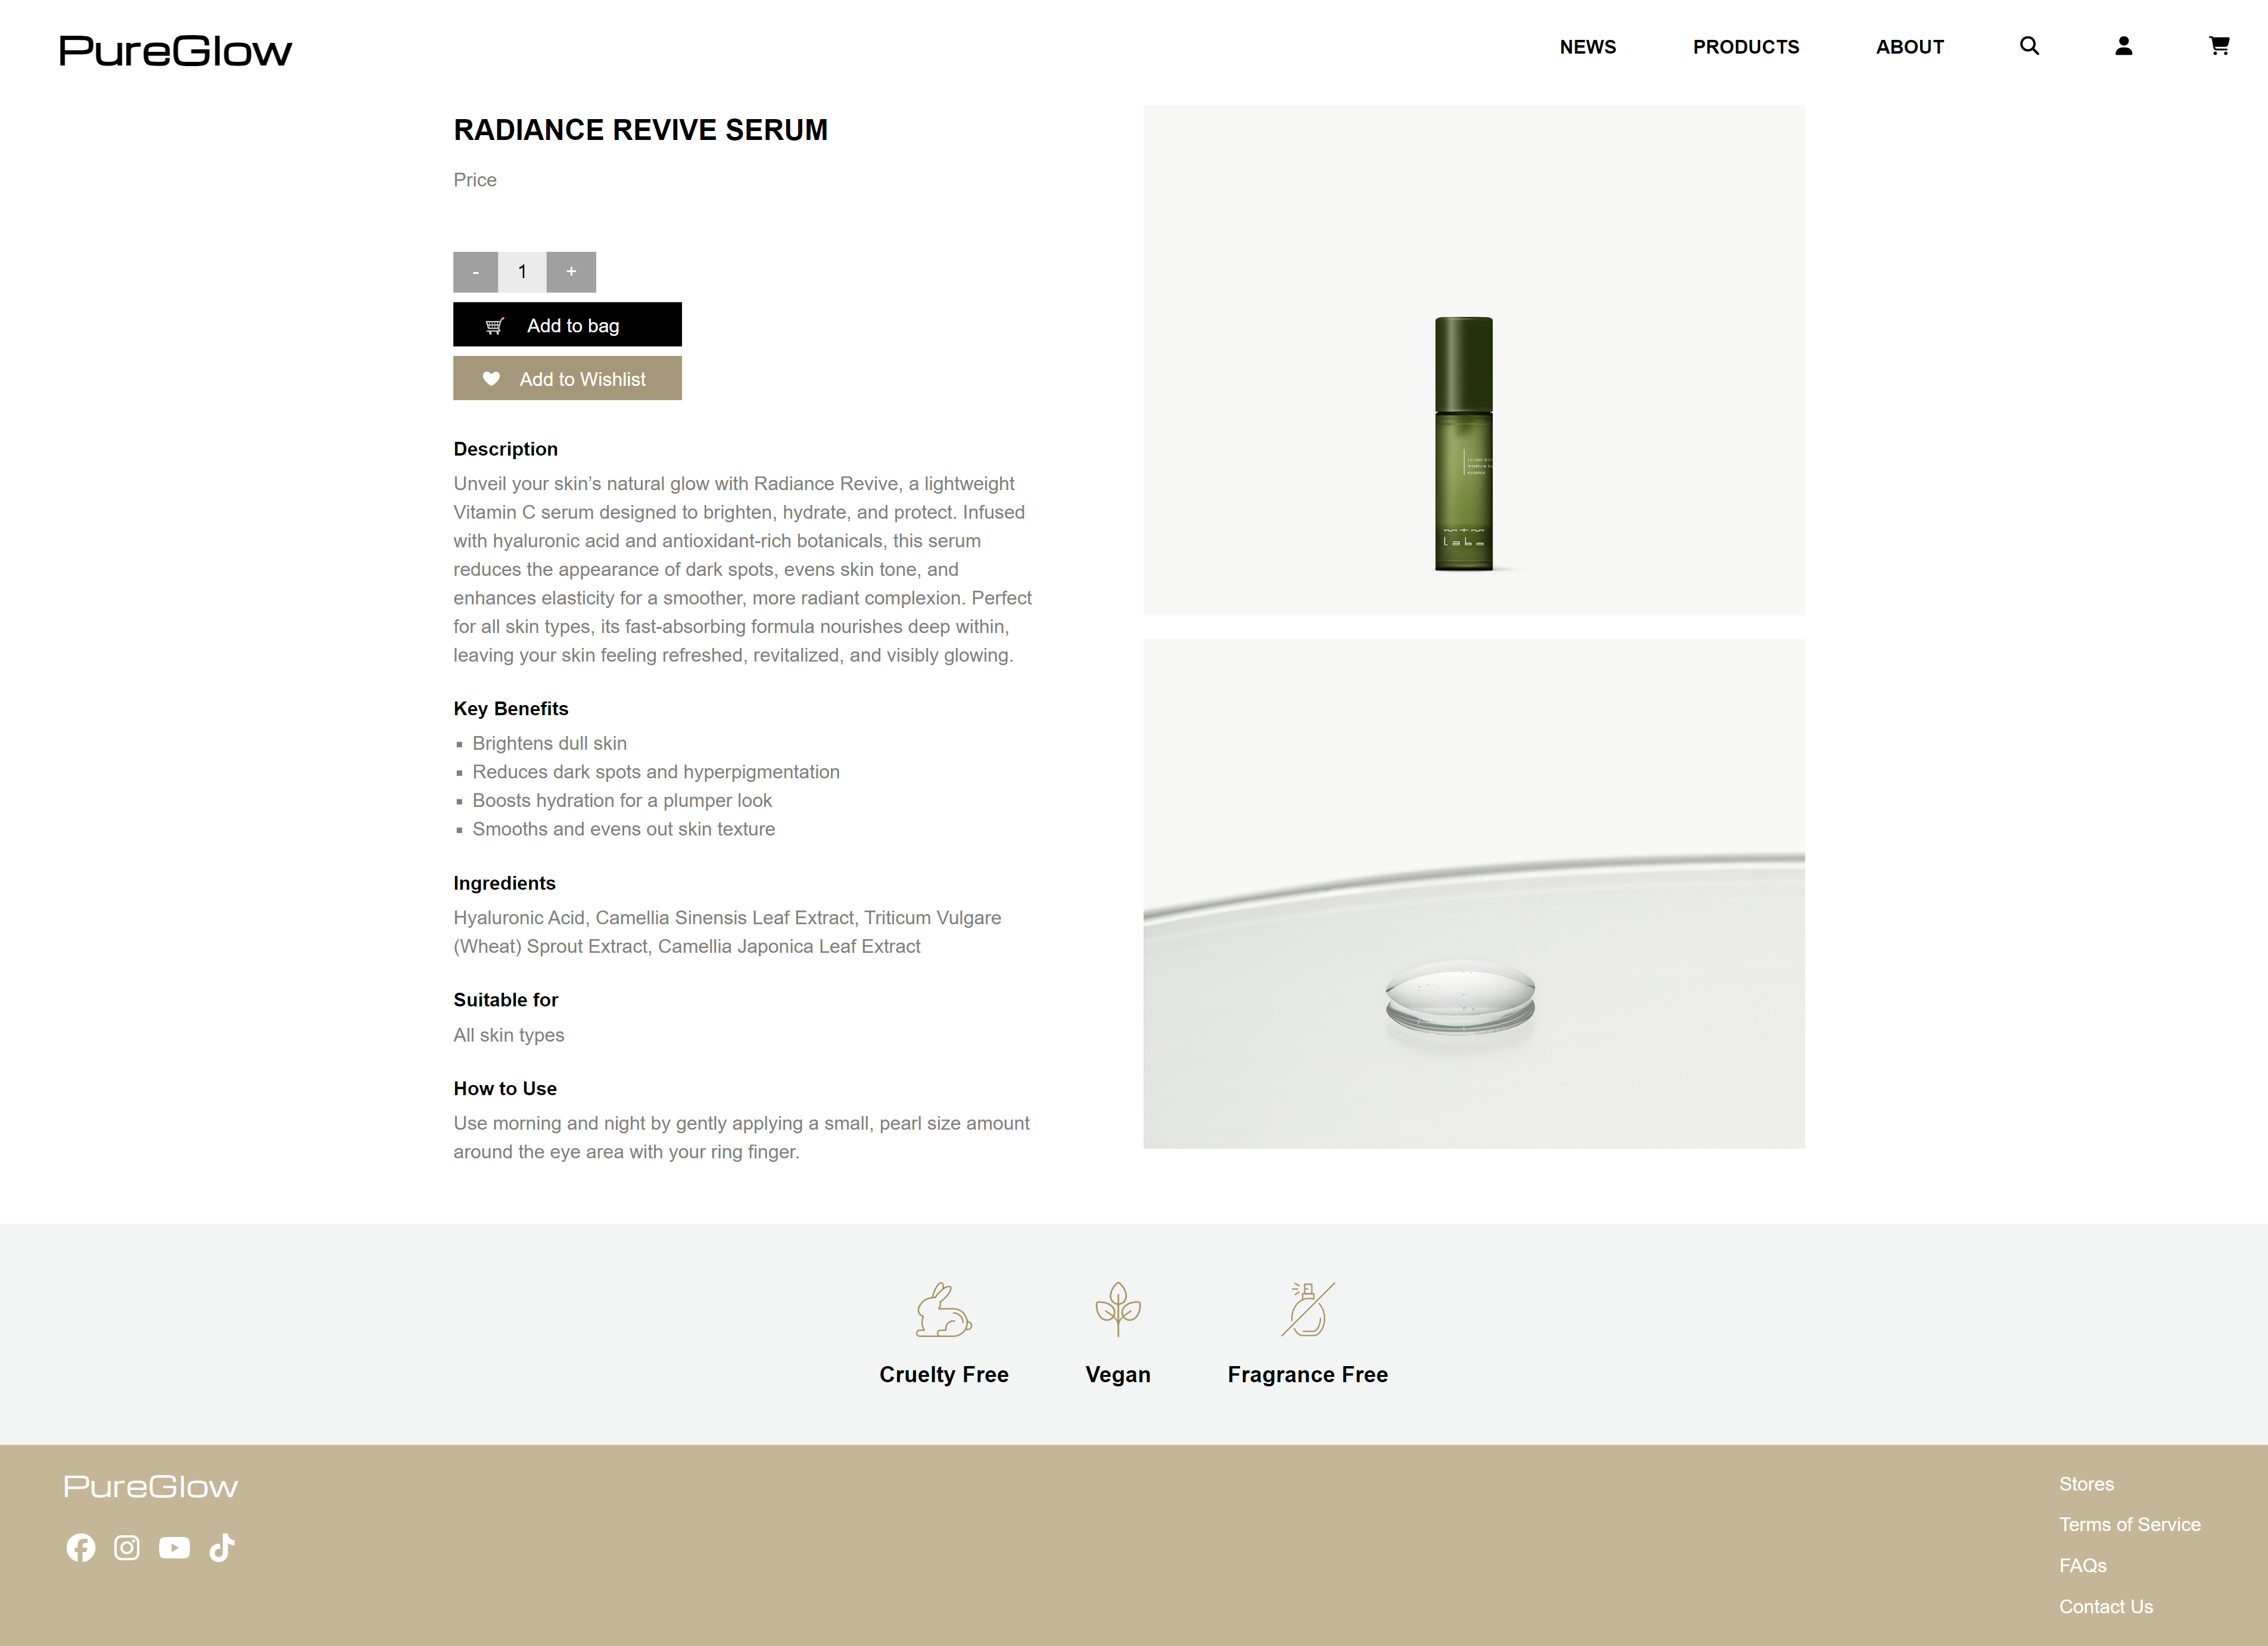 PureGlow
NEWS
PRODUCTS
ABOUT
RADIANCE REVIVE SERUM
Price
- 1 +
Add to bag
Add to Wishlist
Description
Unveil your skin’s natural glow with Radiance Revive, a lightweight
Vitamin C serum designed to brighten, hydrate, and protect. Infused
with hyaluronic acid and antioxidant-rich botanicals, this serum
reduces the appearance of dark spots, evens skin tone, and
enhances elasticity for a smoother, more radiant complexion. Perfect
for all skin types, its fast-absorbing formula nourishes deep within,
leaving your skin feeling refreshed, revitalized, and visibly glowing.
Key Benefits
▪ Brightens dull skin
▪ Reduces dark spots and hyperpigmentation
▪ Boosts hydration for a plumper look
▪ Smooths and evens out skin texture
Ingredients
Hyaluronic Acid, Camellia Sinensis Leaf Extract, Triticum Vulgare
(Wheat) Sprout Extract, Camellia Japonica Leaf Extract
Suitable for
All skin types
How to Use
Use morning and night by gently applying a small, pearl size amount
around the eye area with your ring finger.
moisture
essence
mtm
labo
Cruelty Free
Vegan
Fragrance Free
PureGlow
Stores
Terms of Service
FAQs
Contact Us